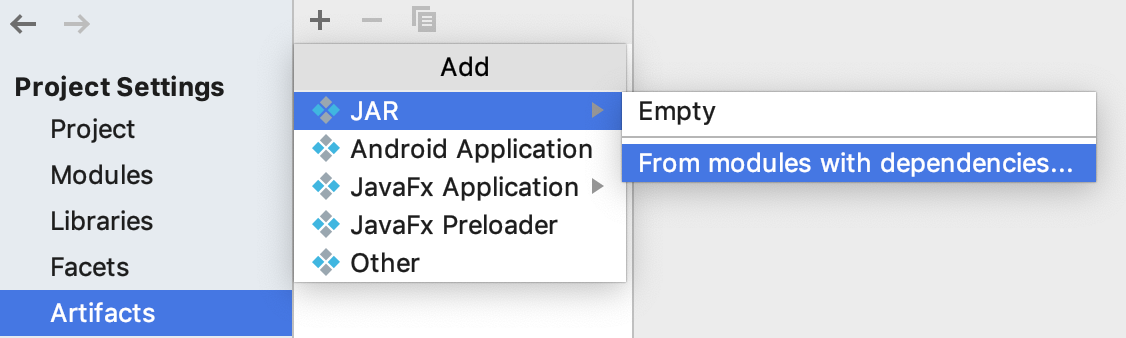 Project Settings
Project
Modules
Libraries
Facets
Artifacts
Add
JAR
Android Application
JavaFx Application
JavaFx Preloader
Other
Empty
From modules with dependencies...